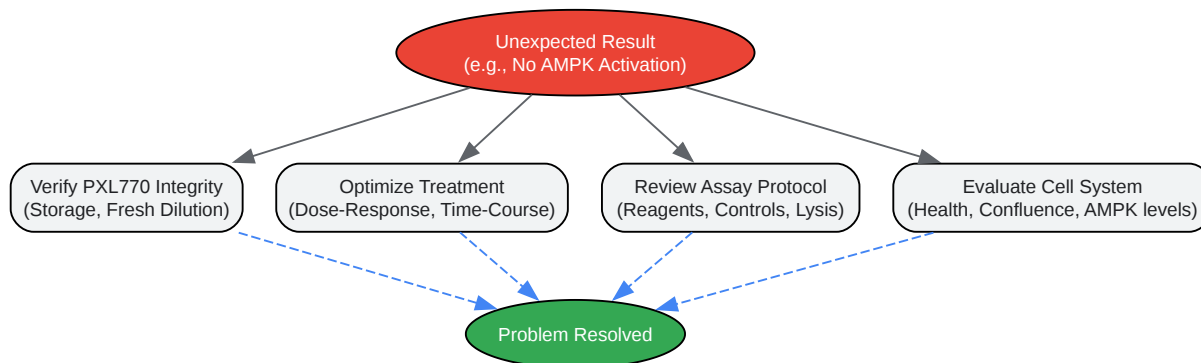 Unexpected Result
(e.g., No AMPK Activation)
Verify PXL770 Integrity
(Storage, Fresh Dilution)
Optimize Treatment
(Dose-Response, Time-Course)
Review Assay Protocol
(Reagents, Controls, Lysis)
Evaluate Cell System
(Health, Confluence, AMPK levels)
Problem Resolved